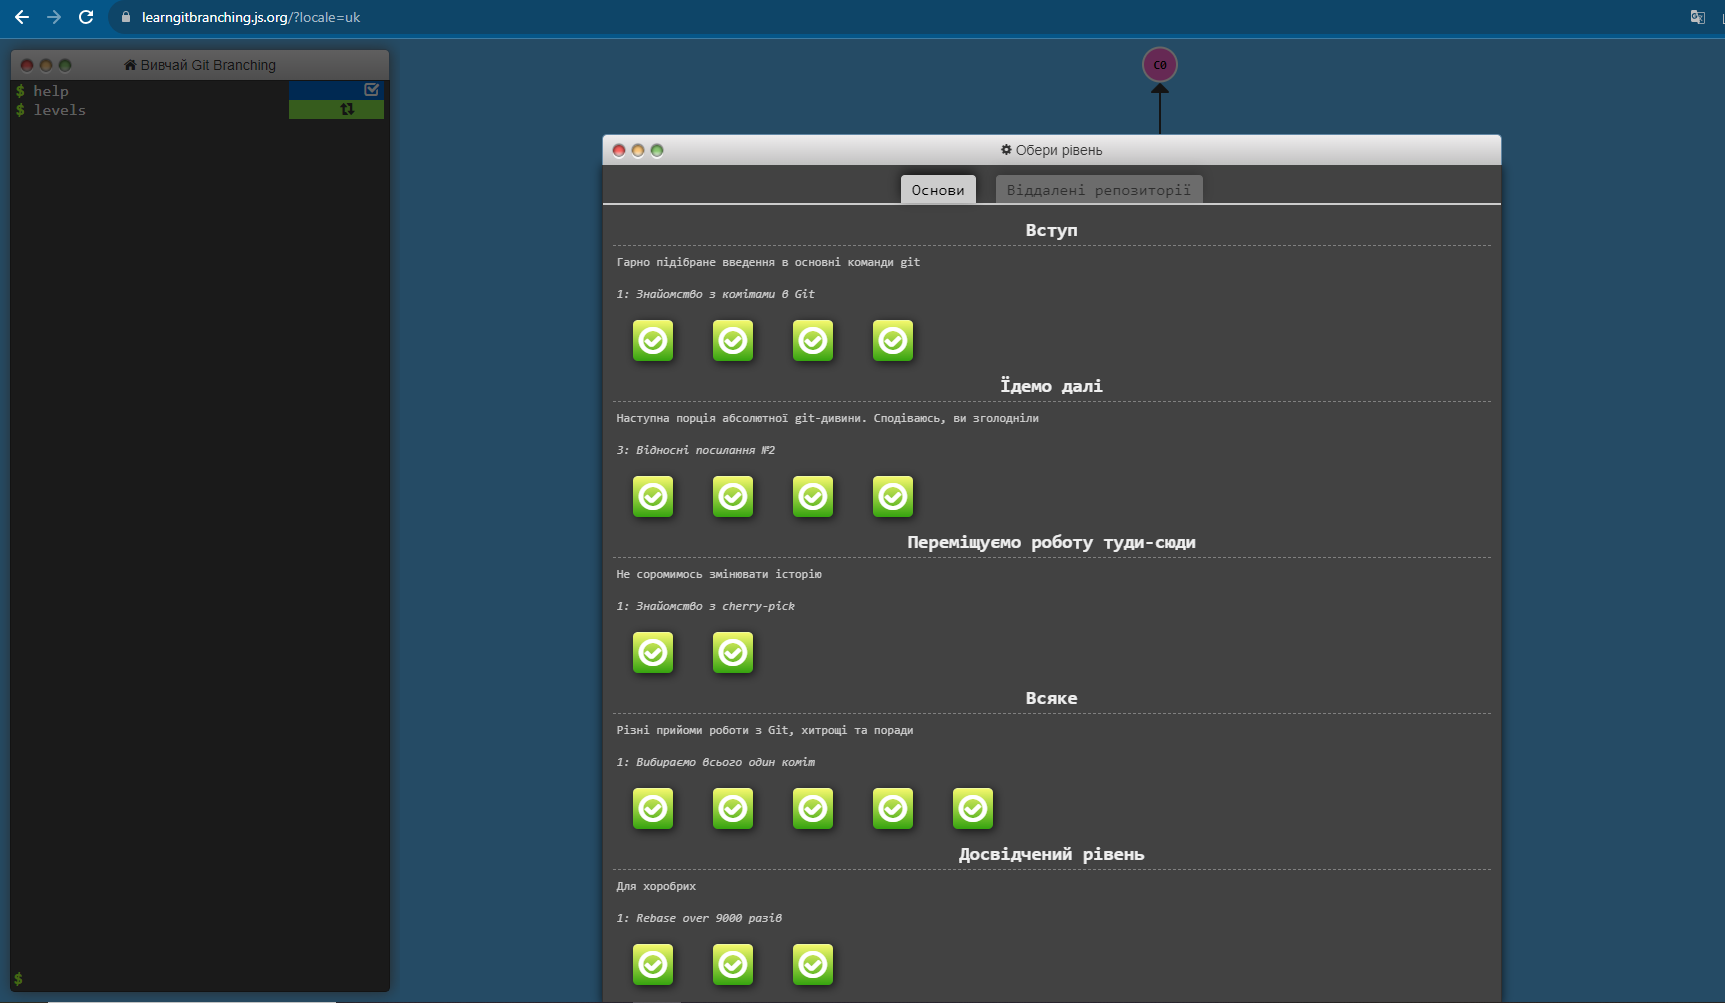 learngitbranching.js.org/?locale=uk
Вивчай Git Branching
$ help
$ levels
$
C0
Обери рівень
Основи
Віддалені репозиторії
Вступ
Гарно підібране введення в основні команди git
1: Знайомство з комітами в Git
Їдемо далі
Наступна порція абсолютної git-дивини. Сподіваюсь, ви зголодніли
3: Відносні посилання №2
Переміщуємо роботу туди-сюди
Не соромимось змінювати історію
1: Знайомство з cherry-pick
Всяке
Різні прийоми роботи з Git, хитрощі та поради
1: Вибираємо всього один коміт
Досвідчений рівень
Для хоробрих
1: Rebase over 9000 разів